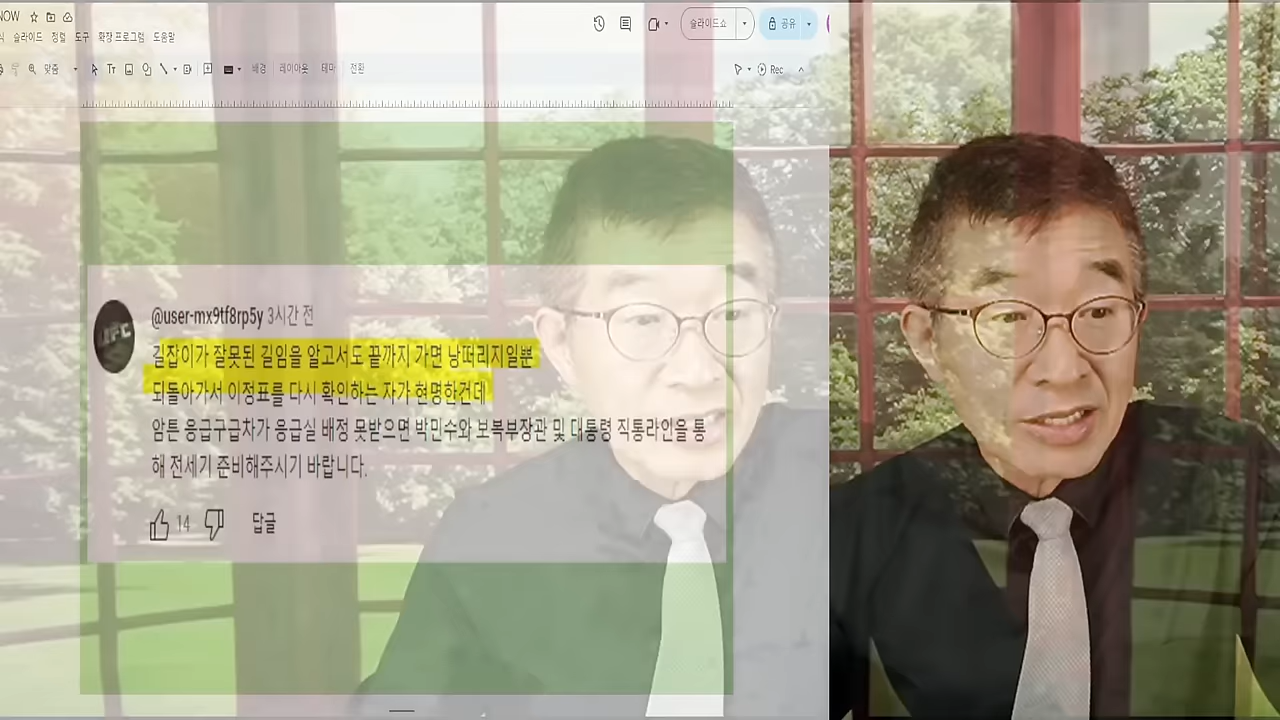 NOW
슬라이드쇼
공유
슬라이드 정렬 도구 확장 프로그램 도움말
맞춤
Tт
배경
레이아웃
테마
전환
Rec
UFC
@user-mx9tf8rp5y 3시간 전
길잡이가 잘못된 길임을 알고서도 끝까지 가면 낭떠리지일뿐
되돌아가서 이정표를 다시 확인하는 자가 현명한건데
암튼 응급구급차가 응급실 배정 못받으면 박민수와 보복부장관 및 대통령 직통라인을 통
해 전세기 준비해주시기 바랍니다.
14
답글